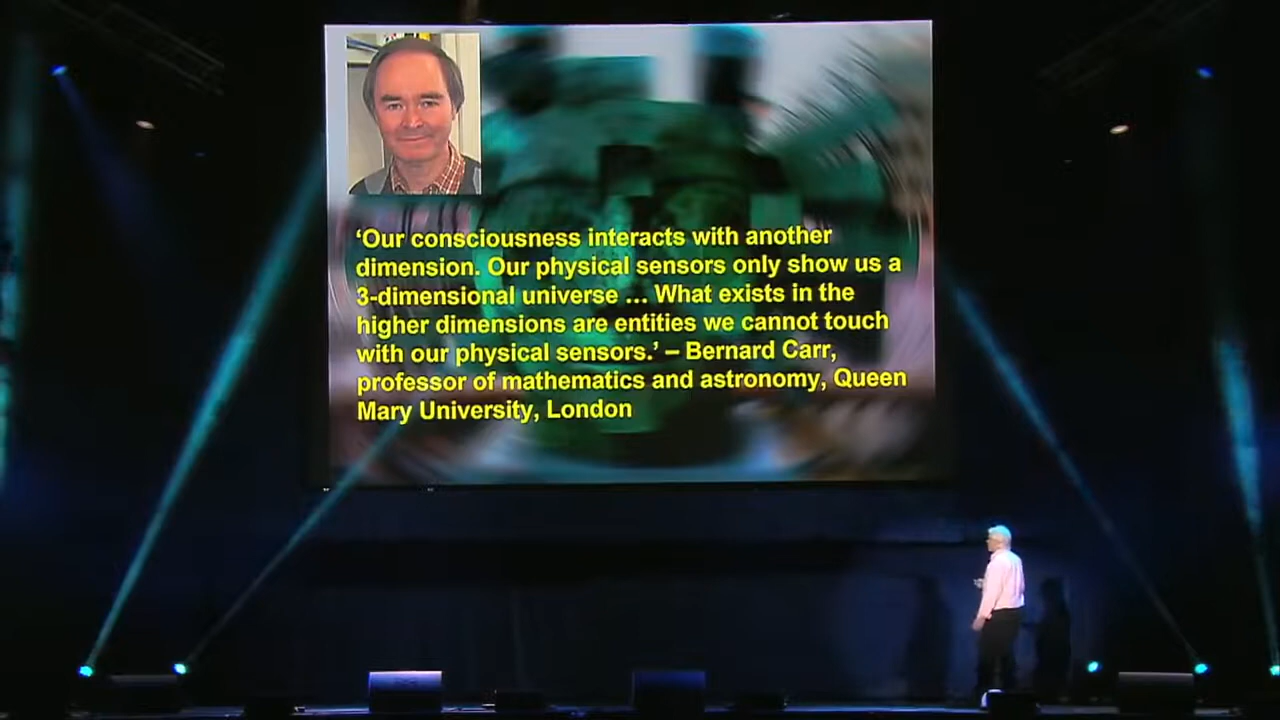 ‘Our consciousness interacts with another
dimension. Our physical sensors only show us a
3-dimensional universe ... What exists in the
higher dimensions are entities we cannot touch
with our physical sensors.’ – Bernard Carr,
professor of mathematics and astronomy, Queen
Mary University, London